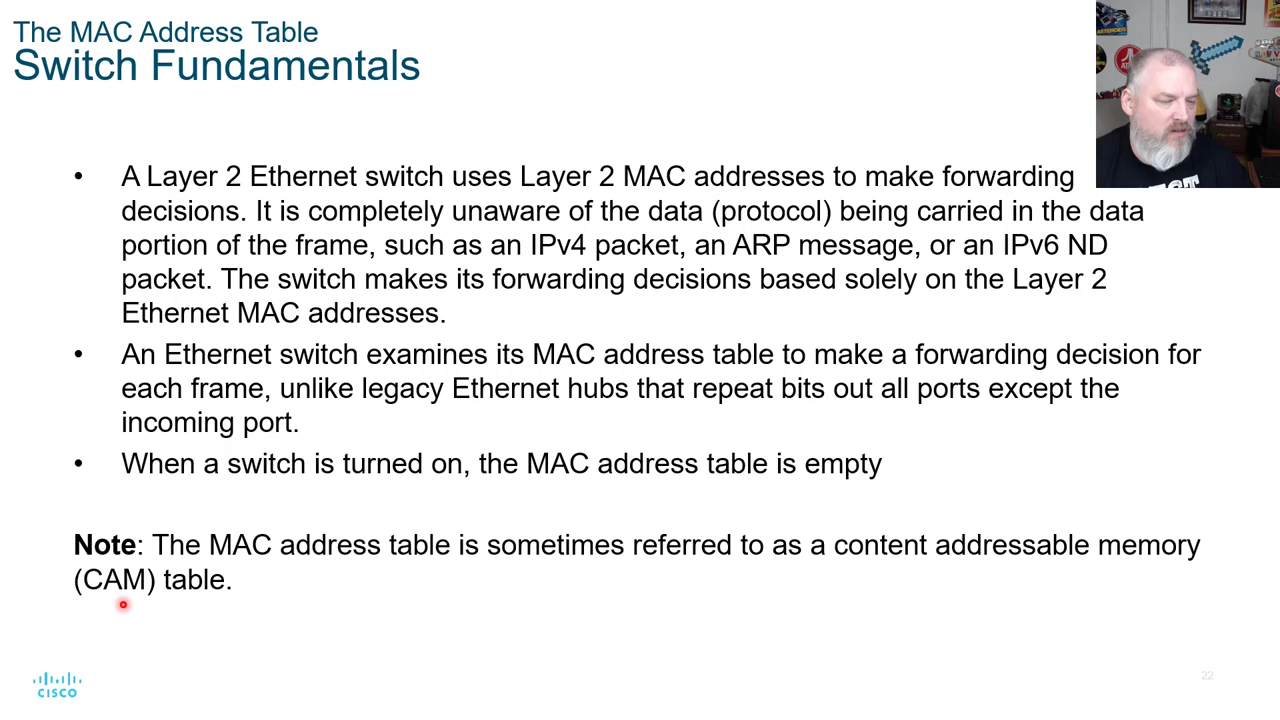 The MAC Address Table
Switch Fundamentals
• A Layer 2 Ethernet switch uses Layer 2 MAC addresses to make forwarding
decisions. It is completely unaware of the data (protocol) being carried in the data
portion of the frame, such as an IPv4 packet, an ARP message, or an IPv6 ND
packet. The switch makes its forwarding decisions based solely on the Layer 2
Ethernet MAC addresses.
• An Ethernet switch examines its MAC address table to make a forwarding decision for
each frame, unlike legacy Ethernet hubs that repeat bits out all ports except the
incoming port.
• When a switch is turned on, the MAC address table is empty
Note: The MAC address table is sometimes referred to as a content addressable memory
(CAM) table.
CISCO
22